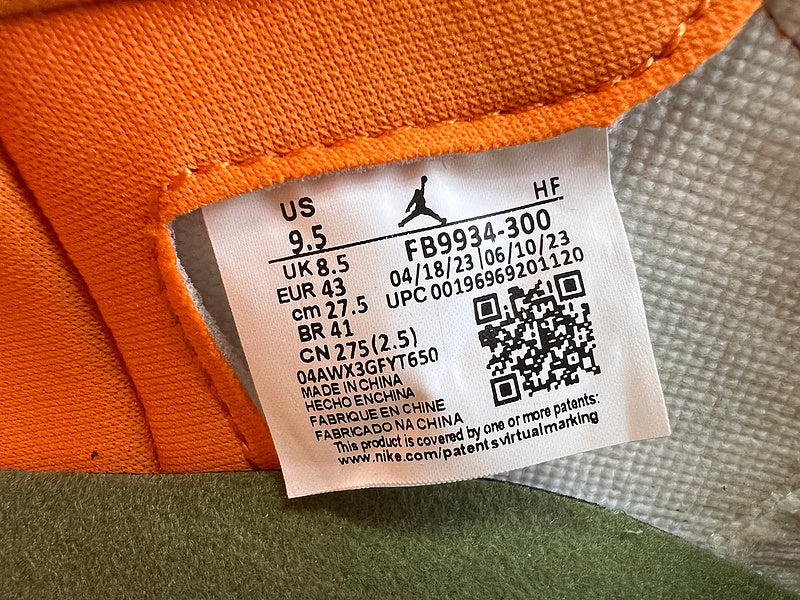 US
9.5
HF
FB9934-300
UK 8.5
04/18/23 | 06/10/23
EUR 43
UPC 00196969201120
cm 27.5
BR 41
CN 275 (2.5)
04AWX3GFYT650
MADE IN CHINA
HECHO EN CHINA
FABRIQUE EN CHINE
FABRICADO NA CHINA
This product is covered by one or more patents:
www.nike.com/patentsvirtualmarking